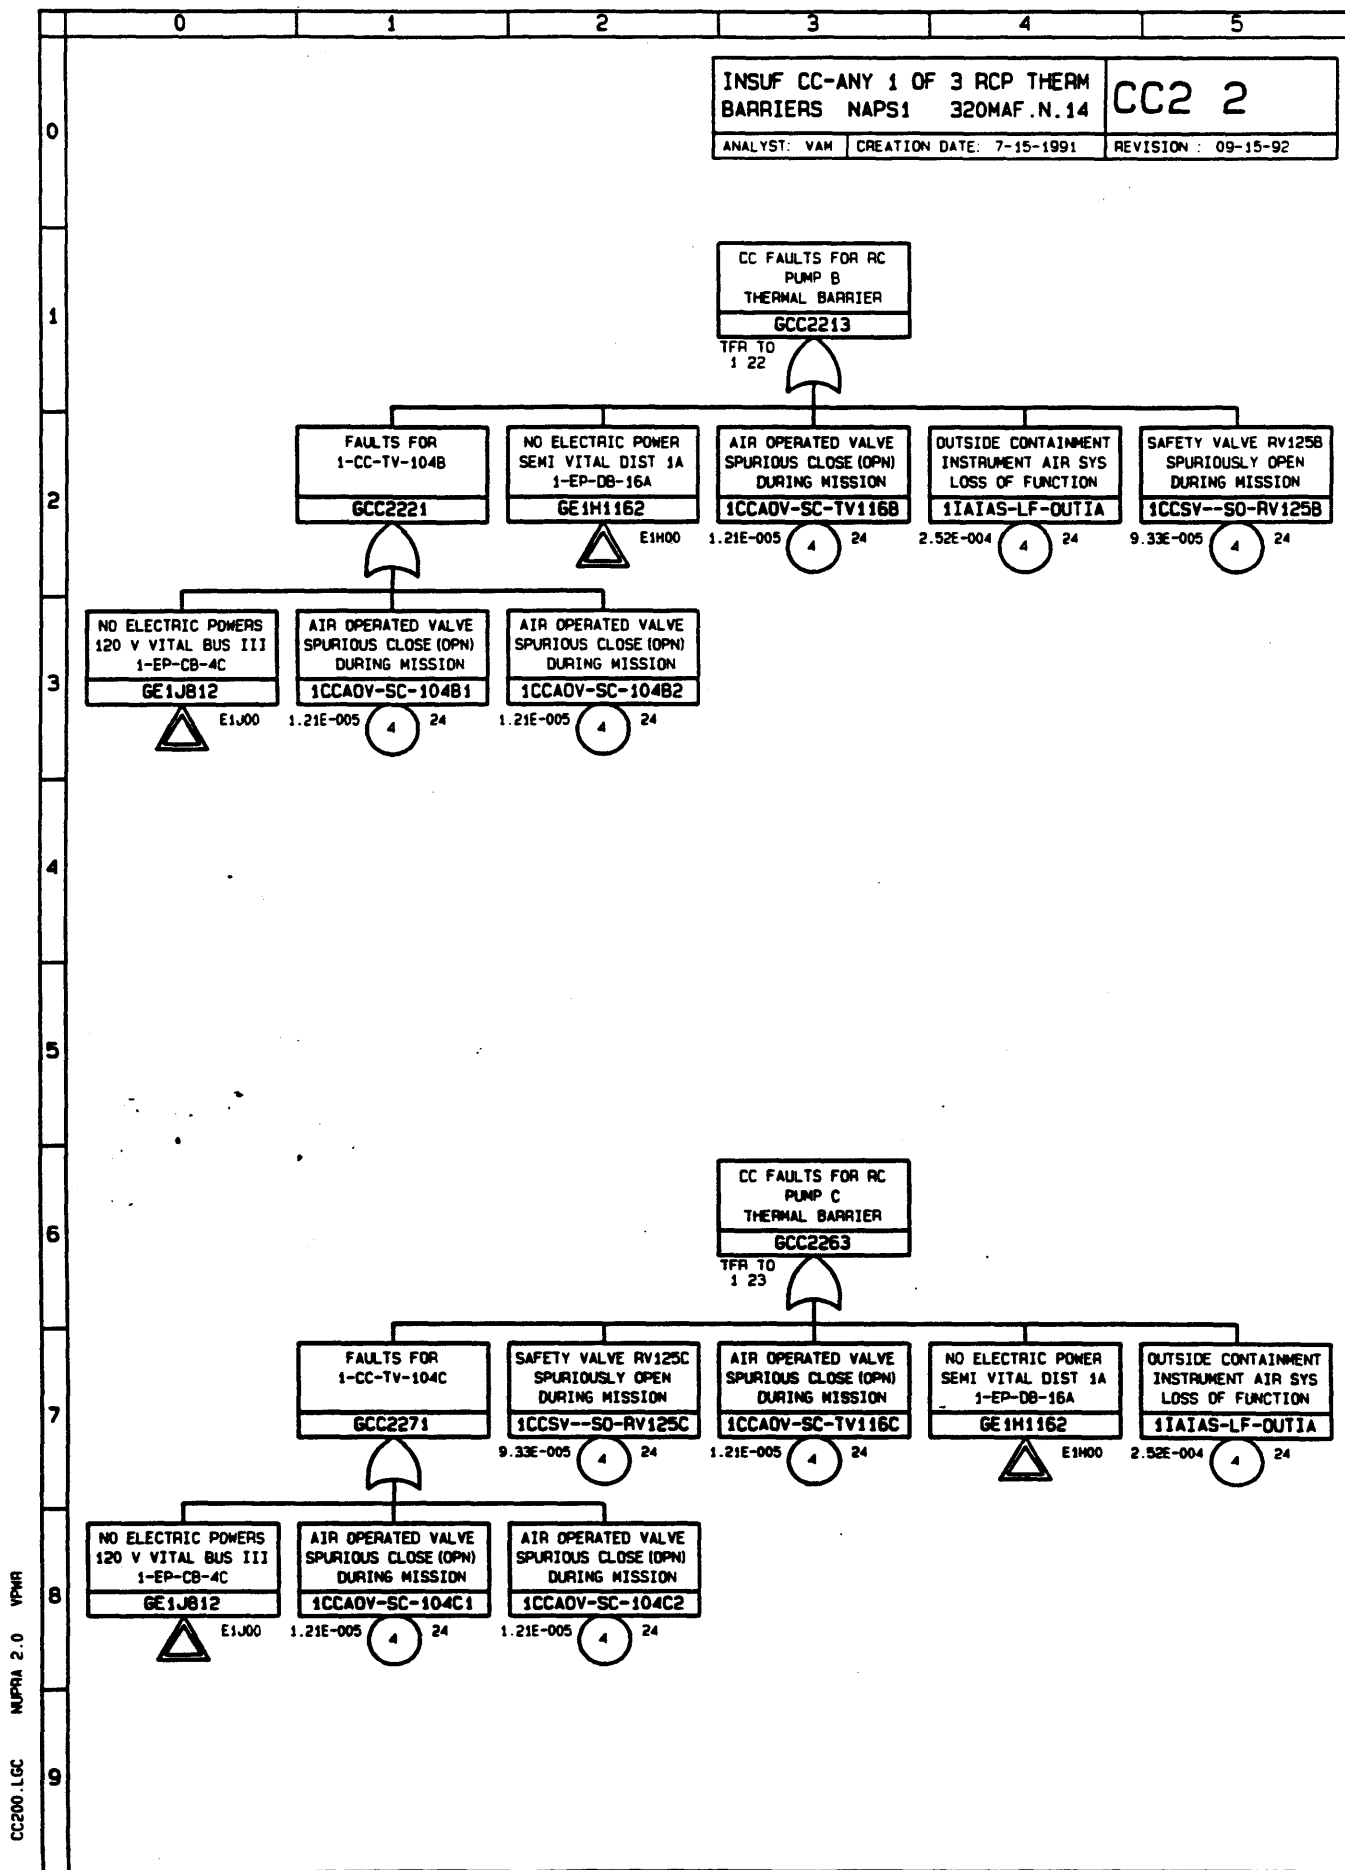 0 1 2 3 4 5
INSUF CC-ANY 1 OF 3 RCP THERM
BARRIERS NAPS1 320MAF.N.14
CC2 2
ANALYST: VAM CREATION DATE: 7-15-1991 REVISION : 09-15-92
0
CC FAULTS FOR RC
PUMP B
THERMAL BARRIER
GCC2213
TFR TO
1 22
1
FAULTS FOR
1-CC-TV-104B
GCC2221
NO ELECTRIC POWER
SEMI VITAL DIST 1A
1-EP-DB-16A
GE1H1162
E1H00
AIR OPERATED VALVE
SPURIOUS CLOSE(OPN)
DURING MISSION
1CCAOV-SC-TV116B
1.21E-005 4 24
OUTSIDE CONTAINMENT
INSTRUMENT AIR SYS
LOSS OF FUNCTION
1IAIAS-LF-OUTIA
2.52E-004 4 24
SAFETY VALVE RV125B
SPURIOUSLY OPEN
DURING MISSION
1CCSV--SO-RV125B
9.33E-005 4 24
2
NO ELECTRIC POWERS
120 V VITAL BUS III
1-EP-CB-4C
GE1J812
E1J00
AIR OPERATED VALVE
SPURIOUS CLOSE(OPN)
DURING MISSION
1CCAOV-SC-104B1
1.21E-005 4 24
AIR OPERATED VALVE
SPURIOUS CLOSE(OPN)
DURING MISSION
1CCAOV-SC-104B2
1.21E-005 4 24
3
4
5
CC FAULTS FOR RC
PUMP C
THERMAL BARRIER
GCC2263
TFR TO
1 23
6
FAULTS FOR
1-CC-TV-104C
GCC2271
SAFETY VALVE RV125C
SPURIOUSLY OPEN
DURING MISSION
1CCSV--SO-RV125C
9.33E-005 4 24
AIR OPERATED VALVE
SPURIOUS CLOSE(OPN)
DURING MISSION
1CCAOV-SC-TV116C
1.21E-005 4 24
NO ELECTRIC POWER
SEMI VITAL DIST 1A
1-EP-DB-16A
GE1H1162
E1H00
OUTSIDE CONTAINMENT
INSTRUMENT AIR SYS
LOSS OF FUNCTION
1IAIAS-LF-OUTIA
2.52E-004 4 24
7
NO ELECTRIC POWERS
120 V VITAL BUS III
1-EP-CB-4C
GE1J812
E1J00
AIR OPERATED VALVE
SPURIOUS CLOSE(OPN)
DURING MISSION
1CCAOV-SC-104C1
1.21E-005 4 24
AIR OPERATED VALVE
SPURIOUS CLOSE(OPN)
DURING MISSION
1CCAOV-SC-104C2
1.21E-005 4 24
8
9
CC200.LGC NUPRA 2.0 VPWR